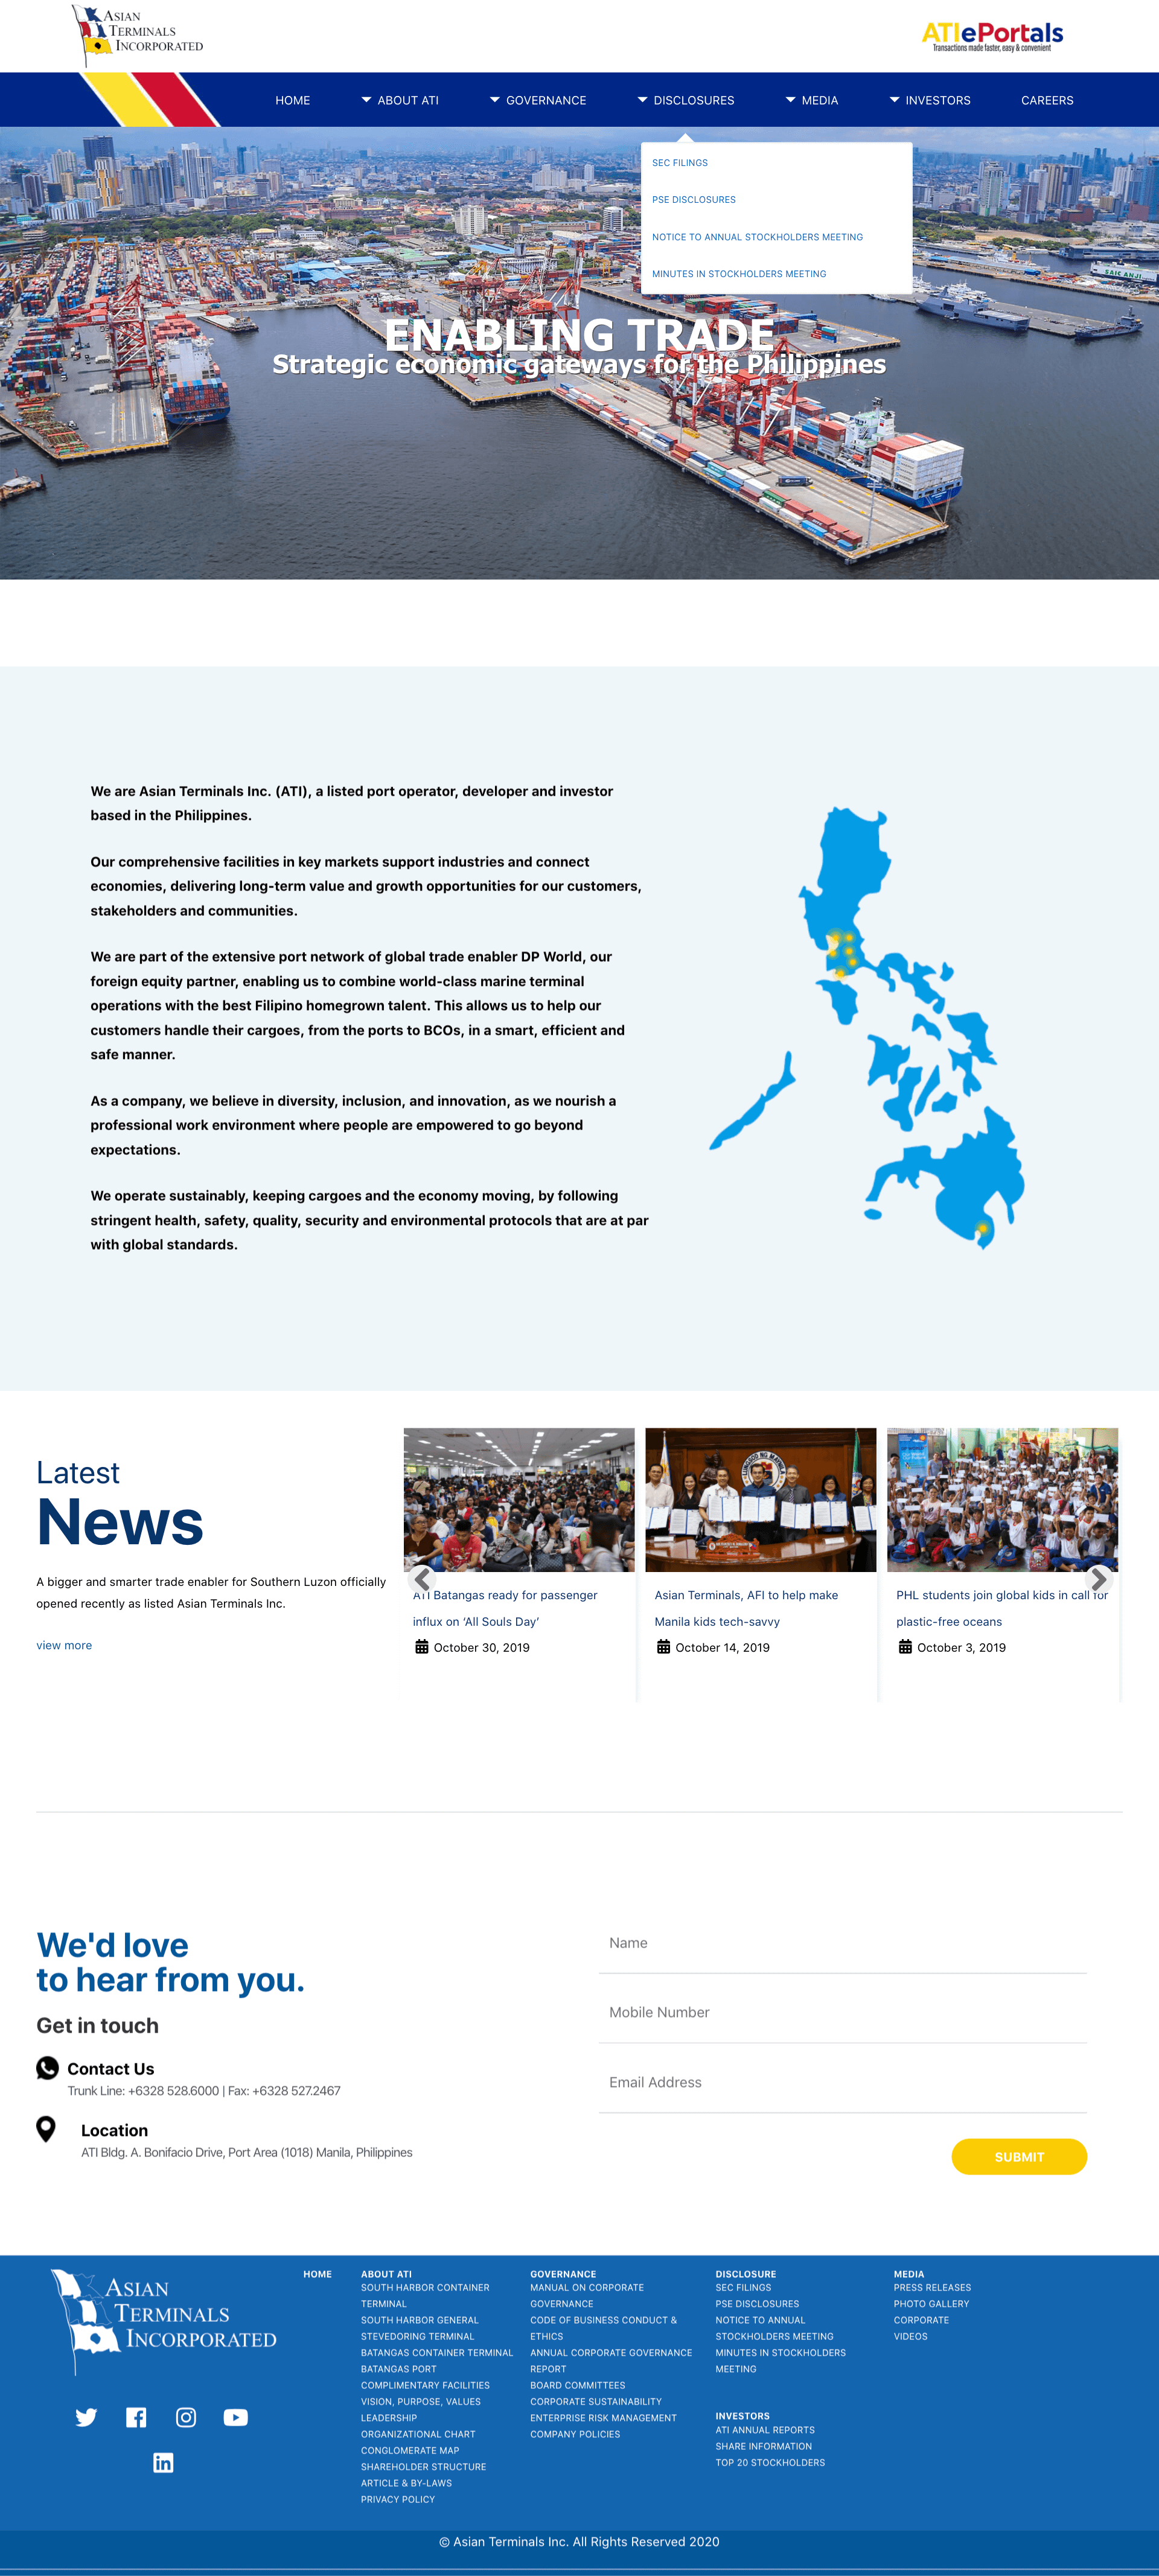 ASIAN
TERMINALS
INCORPORATED
ATIePortals
Transactions made faster, easy & convenient
HOME
ABOUT ATI
GOVERNANCE
DISCLOSURES
MEDIA
INVESTORS
CAREERS
SEC FILINGS
PSE DISCLOSURES
NOTICE TO ANNUAL STOCKHOLDERS MEETING
MINUTES IN STOCKHOLDERS MEETING
SAIC ANJI
ENABLING TRADE
Strategic economic gateways for the Philippines
We are Asian Terminals Inc. (ATI), a listed port operator, developer and investor
based in the Philippines.
Our comprehensive facilities in key markets support industries and connect
economies, delivering long-term value and growth opportunities for our customers,
stakeholders and communities.
We are part of the extensive port network of global trade enabler DP World, our
foreign equity partner, enabling us to combine world-class marine terminal
operations with the best Filipino homegrown talent. This allows us to help our
customers handle their cargoes, from the ports to BCOs, in a smart, efficient and
safe manner.
As a company, we believe in diversity, inclusion, and innovation, as we nourish a
professional work environment where people are empowered to go beyond
expectations.
We operate sustainably, keeping cargoes and the economy moving, by following
stringent health, safety, quality, security and environmental protocols that are at par
with global standards.
Latest
News
A bigger and smarter trade enabler for Southern Luzon officially
opened recently as listed Asian Terminals Inc.
view more
ATI Batangas ready for passenger
influx on ‘All Souls Day’
October 30, 2019
Asian Terminals, AFI to help make
Manila kids tech-savvy
October 14, 2019
PHL students join global kids in call for
plastic-free oceans
October 3, 2019
We'd love
to hear from you.
Get in touch
Contact Us
Trunk Line: +6328 528.6000 | Fax: +6328 527.2467
Location
ATI Bldg. A. Bonifacio Drive, Port Area (1018) Manila, Philippines
Name
Mobile Number
Email Address
SUBMIT
ASIAN
TERMINALS
INCORPORATED
HOME
ABOUT ATI
SOUTH HARBOR CONTAINER
TERMINAL
SOUTH HARBOR GENERAL
STEVEDORING TERMINAL
BATANGAS CONTAINER TERMINAL
BATANGAS PORT
COMPLIMENTARY FACILITIES
VISION, PURPOSE, VALUES
LEADERSHIP
ORGANIZATIONAL CHART
CONGLOMERATE MAP
SHAREHOLDER STRUCTURE
ARTICLE & BY-LAWS
PRIVACY POLICY
GOVERNANCE
MANUAL ON CORPORATE
GOVERNANCE
CODE OF BUSINESS CONDUCT &
ETHICS
ANNUAL CORPORATE GOVERNANCE
REPORT
BOARD COMMITTEES
CORPORATE SUSTAINABILITY
ENTERPRISE RISK MANAGEMENT
COMPANY POLICIES
DISCLOSURE
SEC FILINGS
PSE DISCLOSURES
NOTICE TO ANNUAL
STOCKHOLDERS MEETING
MINUTES IN STOCKHOLDERS
MEETING
INVESTORS
ATI ANNUAL REPORTS
SHARE INFORMATION
TOP 20 STOCKHOLDERS
MEDIA
PRESS RELEASES
PHOTO GALLERY
CORPORATE
VIDEOS
© Asian Terminals Inc. All Rights Reserved 2020